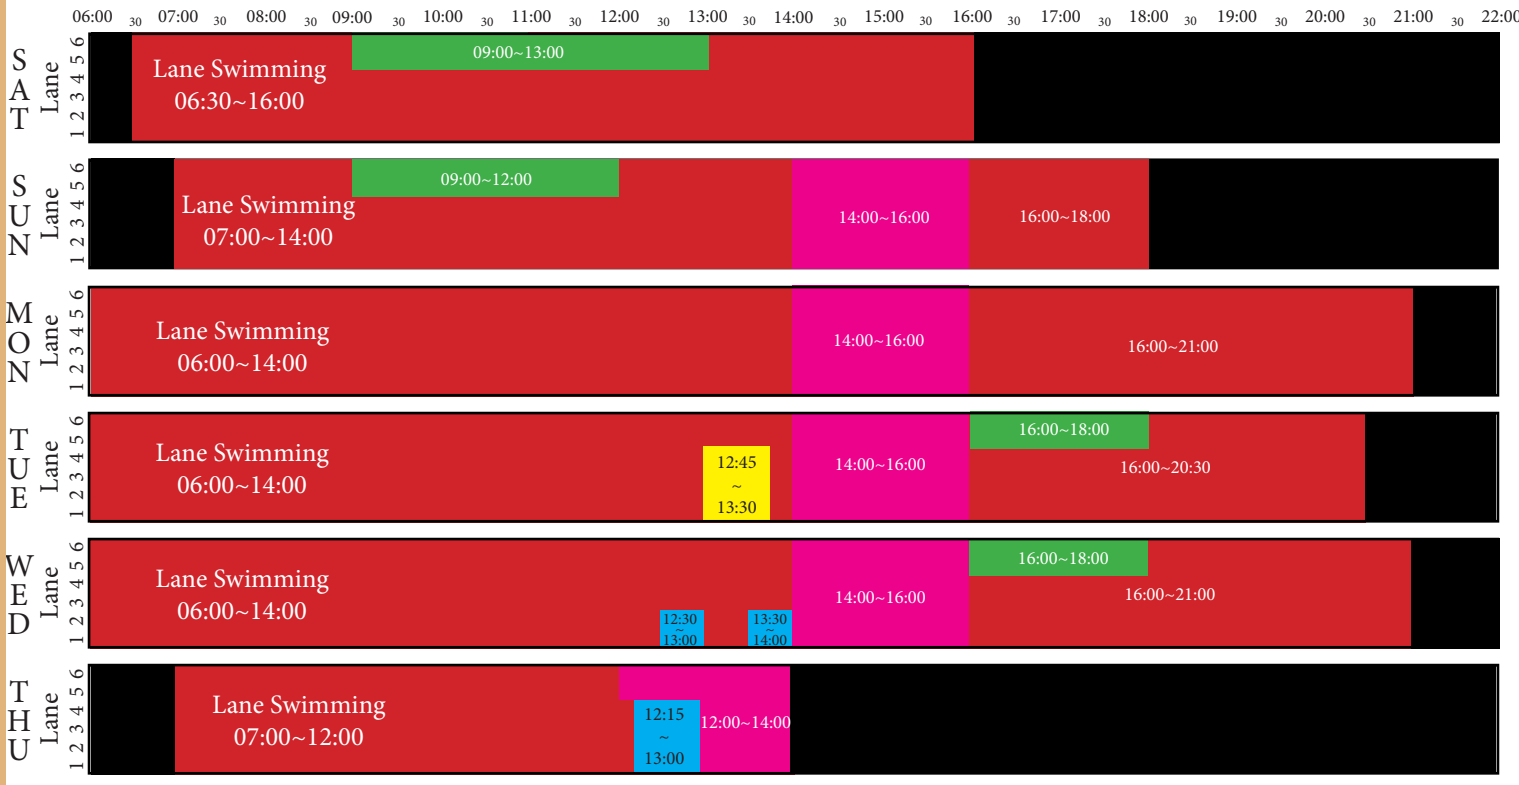 06:00 30 07:00 30 08:00 30 09:00 30 10:00 30 11:00 30 12:00 30 13:00 30 14:00 30 15:00 30 16:00 30 17:00 30 18:00 30 19:00 30 20:00 30 21:00 30 22:00
SAT
Lane
1 2 3 4 5 6
Lane Swimming
06:30~16:00
09:00~13:00
SUN
Lane
1 2 3 4 5 6
Lane Swimming
07:00~14:00
09:00~12:00
14:00~16:00
16:00~18:00
MON
Lane
1 2 3 4 5 6
Lane Swimming
06:00~14:00
14:00~16:00
16:00~21:00
TUE
Lane
1 2 3 4 5 6
Lane Swimming
06:00~14:00
12:45
~
13:30
14:00~16:00
16:00~18:00
16:00~20:30
WED
Lane
1 2 3 4 5 6
Lane Swimming
06:00~14:00
12:30
~
13:00
13:30
~
14:00
14:00~16:00
16:00~18:00
16:00~21:00
THU
Lane
1 2 3 4 5 6
Lane Swimming
07:00~12:00
12:15
~
13:00
12:00~14:00